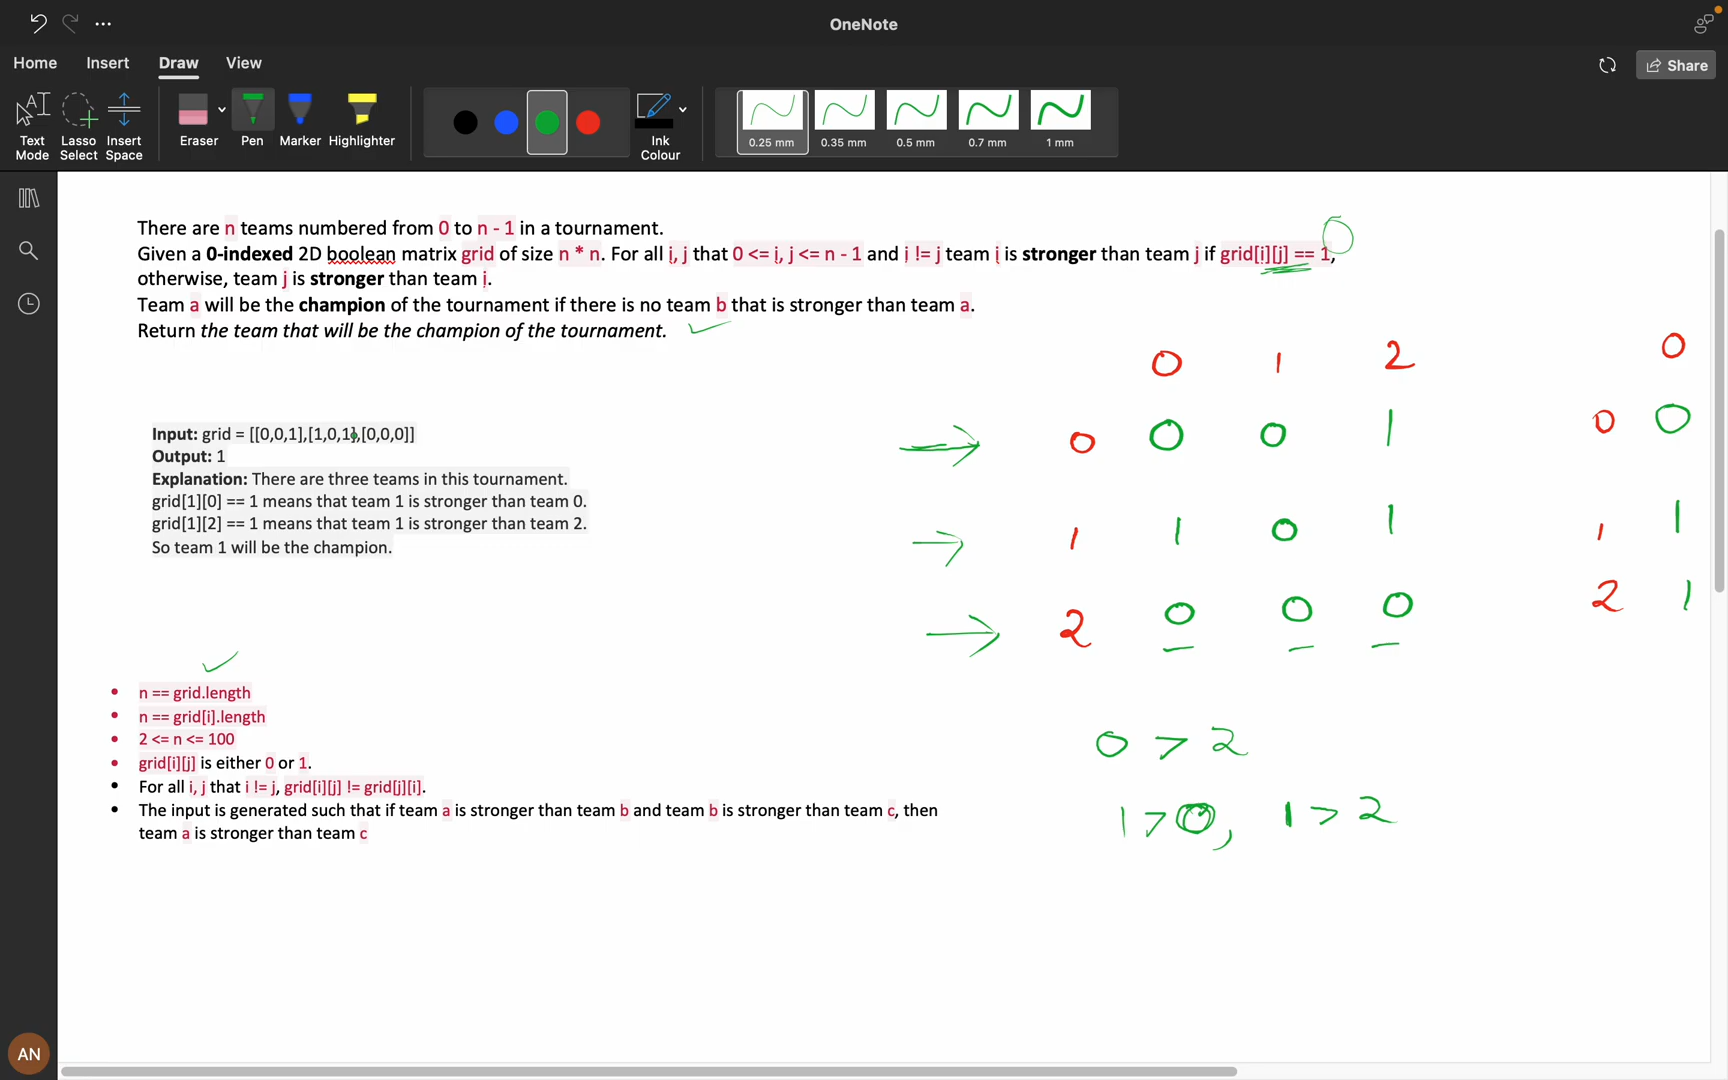 OneNote
Home Insert Draw View Share
Text Mode Lasso Select Insert Space Eraser Pen Marker Highlighter Ink Colour 0.25 mm 0.35 mm 0.5 mm 0.7 mm 1 mm
There are n teams numbered from 0 to n - 1 in a tournament.
Given a 0-indexed 2D boolean matrix grid of size n * n. For all i, j that 0 <= i, j <= n - 1 and i != j team i is stronger than team j if grid[i][j] == 1,
otherwise, team j is stronger than team i.
Team a will be the champion of the tournament if there is no team b that is stronger than team a.
Return the team that will be the champion of the tournament.
0 1 2 0
0 0 0 1 0 0
1 1 0 1 1 1
2 0 0 0 2 1
Input: grid = [[0,0,1],[1,0,1],[0,0,0]]
Output: 1
Explanation: There are three teams in this tournament.
grid[1][0] == 1 means that team 1 is stronger than team 0.
grid[1][2] == 1 means that team 1 is stronger than team 2.
So team 1 will be the champion.
n == grid.length
n == grid[i].length
2 <= n <= 100
grid[i][j] is either 0 or 1.
For all i, j that i != j, grid[i][j] != grid[j][i].
The input is generated such that if team a is stronger than team b and team b is stronger than team c, then
team a is stronger than team c
0 > 2
1 > 0, 1 > 2
AN